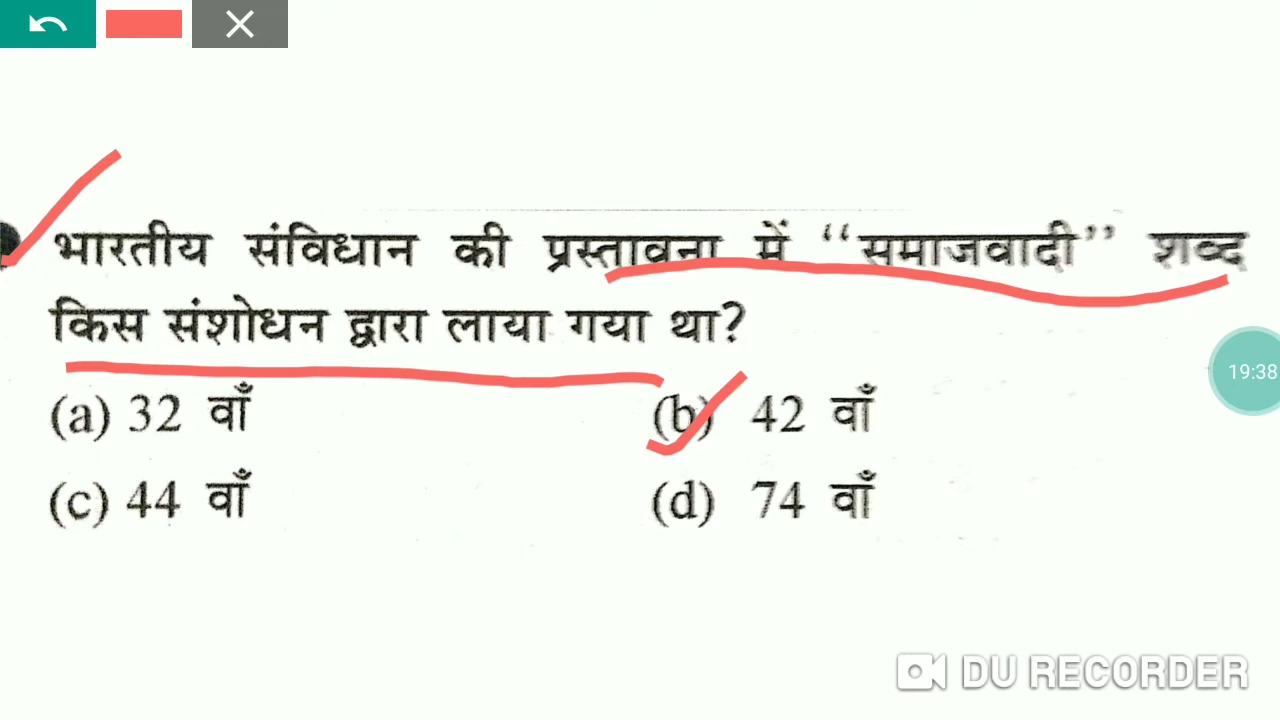 भारतीय संविधान की प्रस्तावना में ‘‘समाजवादी’’ शब्द
किस संशोधन द्वारा लाया गया था?
(a) 32 वाँ (b) 42 वाँ
(c) 44 वाँ (d) 74 वाँ
19:38
DU RECORDER